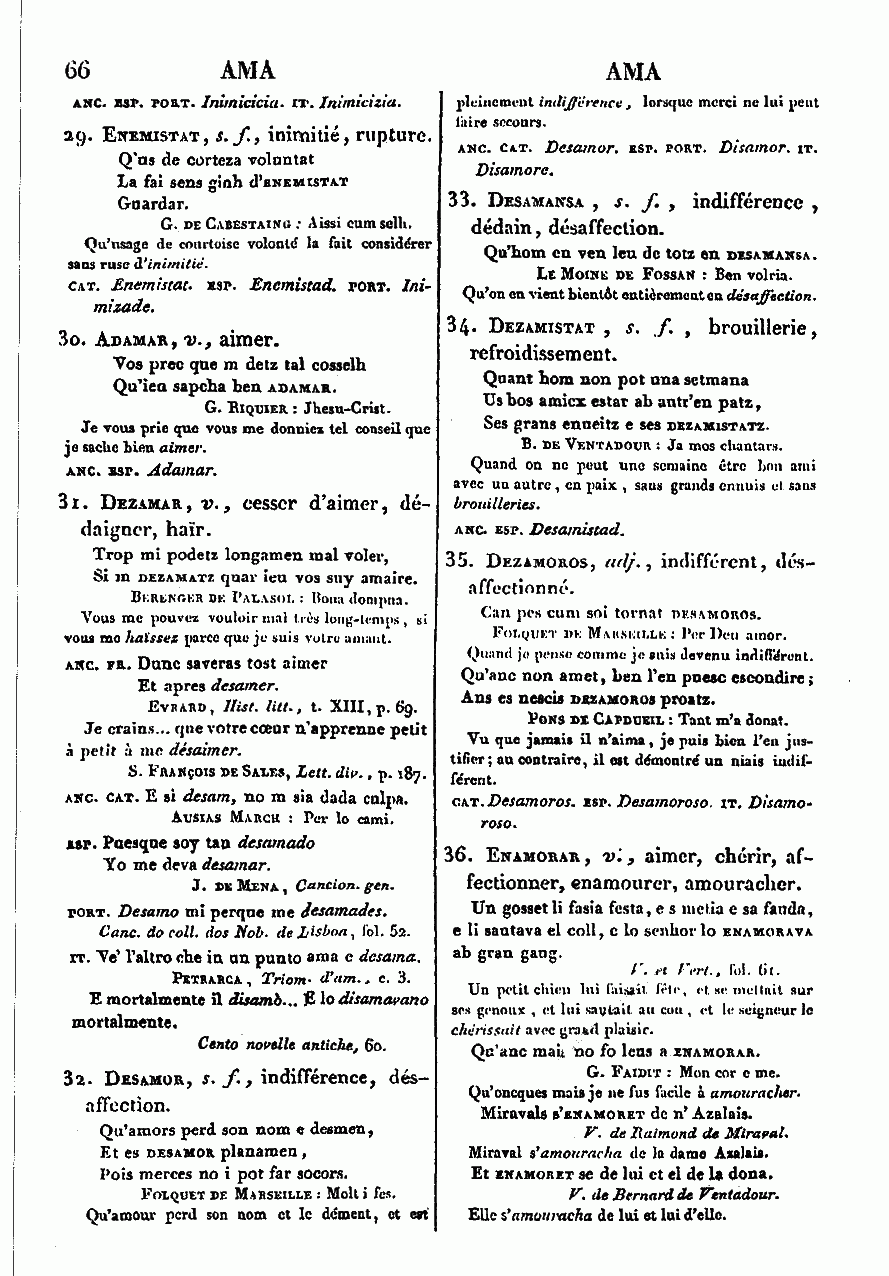 66 AMA AMA
ANC. ESP. PORT. Inimicicia. IT. Inimicizia.
29. ENEMISTAT, s. f., inimitié, rupture.
Q'us de corteza voluntat
La fai sens ginh d'ENEMISTAT
Guardar.
G. DE CABESTAING : Aissi cum selh.
Qu'usage de courtoise volonté la fait considérer
sans ruse d'inimitié.
CAT. Enemistat. ESP. Enemistad. PORT. Ini-
mizade.
30. ADAMAR, v., aimer.
Vos prec que m detz tal cosselh
Qu'ieu sapcha ben ADAMAR.
G. RIQUIER : Jhesu-Crist.
Je vous prie que vous me donniez tel conseil que
je sache bien aimer.
ANC. ESP. Adamar.
31. DEZAMAR, v., cesser d'aimer, dé-
daigner, haïr.
Trop mi podetz longamen mal voler,
Si m DEZAMATZ quar ieu vos suy amaire.
BERENGER DE PALASOL : Bona dompna.
Vous me pouvez vouloir mal très long-temps, si
vous me haïssez parce que je suis votre amant.
ANC. FR. Dunc saveras tost aimer
Et apres desamer.
EVRARD, Hist. litt., t. XIII, p. 69.
Je crains... que votre cœur n'apprenne petit
à petit à me désaimer.
S. FRANÇOIS DE SALES, Lett. div., p. 187.
ANC. CAT. E si desam, no m sia dada culpa.
AUSIAS MARCH : Per lo cami.
ESP. Puesque soy tan desamado
Yo me deva desamar.
J. DE MENA, Cancion. gen.
PORT. Desamo mi perque me desamades.
Canc. do coll. dos Nob. de Lisboa, fol. 52.
IT. Ve' l'altro che in un punto ama e desama.
PETRARCA, Triom. d'am., c. 3.
E mortalmente il disamò... E lo disamavano
mortalmente.
Cento novelle antiche, 60.
32. DESAMOR, s. f., indifférence, dés-
affection.
Qu'amors perd son nom e desmen,
Et es DESAMOR planamen,
Pois merces no i pot far socors.
FOLQUET DE MARSEILLE : Molt i fes.
Qu'amour perd son nom et le dément, et est
pleinement indifférence, lorsque merci ne lui peut
faire secours.
ANC. CAT. Desamor. ESP. PORT. Disamor. IT.
Disamore.
33. DESAMANSA, s. f., indifférence,
dédain, désaffection.
Qu'hom en ven leu de totz en DESAMANSA.
LE MOINE DE FOSSAN : Ben volria.
Qu'on en vient bientôt entièrement en désaffection.
34. DEZAMISTAT, s. f., brouillerie,
refroidissement.
Quant hom non pot una setmana
Us bos amicx estar ab autr'en patz,
Ses grans enueitz e ses DEZAMISTATZ.
B. DE VENTADOUR : Ja mos chantars.
Quand on ne peut une semaine être bon ami
avec un autre, en paix, sans grands ennuis et sans
brouilleries.
ANC. ESP. Desamistad.
35. DEZAMOROS, adj., indifférent, dés-
affectionné.
Can pes cum soi tornat DESAMOROS.
FOLQUET DE MARSEILLE : Per Deu amor.
Quand je pense comme je suis devenu indifférent.
Qu'anc non amet, ben l'en puesc escondire;
Ans es nescis DEZAMOROS proatz.
PONS DE CAPDUEIL : Tant m'a donat.
Vu que jamais il n'aima, je puis bien l'en jus-
tifier; au contraire, il est démontré un niais indif-
férent.
CAT. Desamoros. ESP. Desamoroso. IT. Disamo-
roso.
36. ENAMORAR, v., aimer, chérir, af-
fectionner, enamourer, amouracher.
Un gosset li fasia festa, e s metia e sa fauda,
e li sautava el coll, e lo senhor lo ENAMORAVA
ab gran gaug.
V. et Vert., fol.
Un petit chien lui faisait fête, et se mettait sur
ses genoux, et lui sautait au cou, et le seigneur le
chérissait avec grand plaisir.
Qu'anc mais no fo leus a ENAMORAR.
G. FAIDIT : Mon cor e me.
Qu'oncques mais je ne fus facile à amouracher.
Miravals s'ENAMORET de n' Azalais.
V. de Raimond de Miraval.
Miraval s'amouracha de la dame Azalais.
Et ENAMORET se de lui et el de la dona.
V. de Bernard de Ventadour.
Elle s'amouracha de lui et lui d'elle.